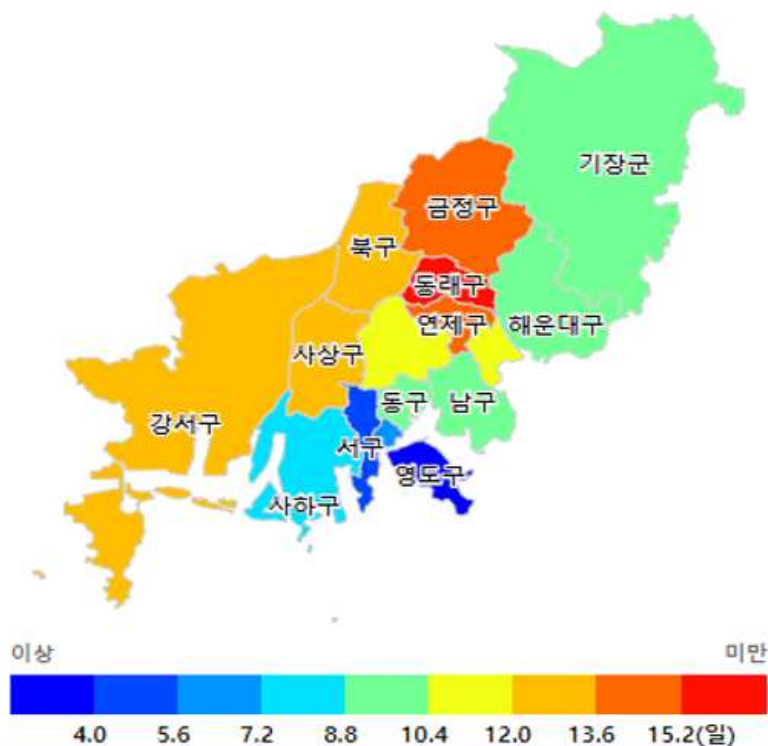 기장군
금정구
북구
동래구
연제구
해운대구
사상구
동구
남구
강서구
서구
영도구
사하구
이상 미만
4.0 5.6 7.2 8.8 10.4 12.0 13.6 15.2(일)